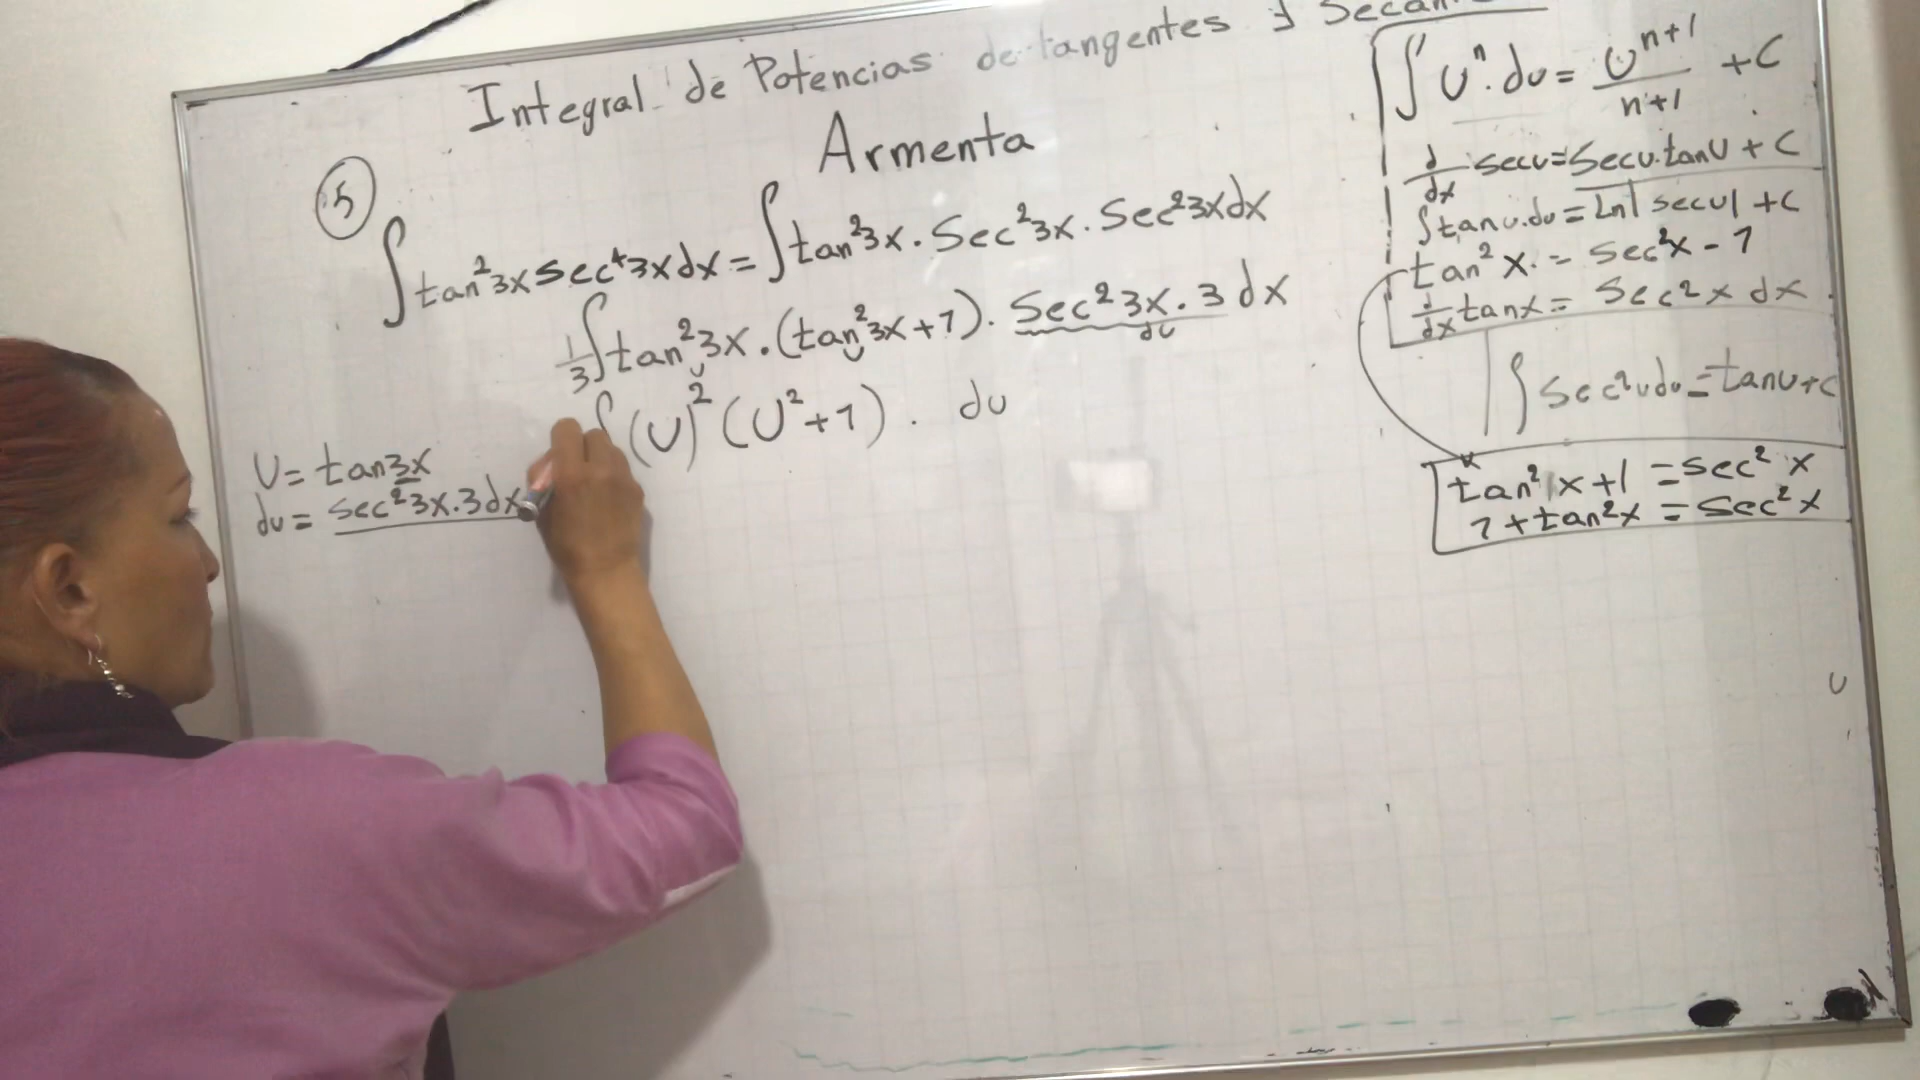 Integral de Potencias de tangentes y
Armenta
5
∫tan²3x sec⁴3x dx = ∫tan²3x . Sec²3x . Sec²3x dx
1/3 ∫tan²3x . (tan²3x+1) . Sec²3x . 3 dx
U U du
∫(U)² (U²+1) . du
U = tan3x
du = sec²3x.3dx
∫Uⁿ.du = Uⁿ⁺¹/n+1 + C
d/dx secu = Secu.tanU + C
∫tanu.du = Ln|secu| + C
tan²x = sec²x - 1
d/dx tanx = Sec²x dx
∫Sec²udu = tanu+C
tan²x+1 = sec²x
1+tan²x = sec²x
U